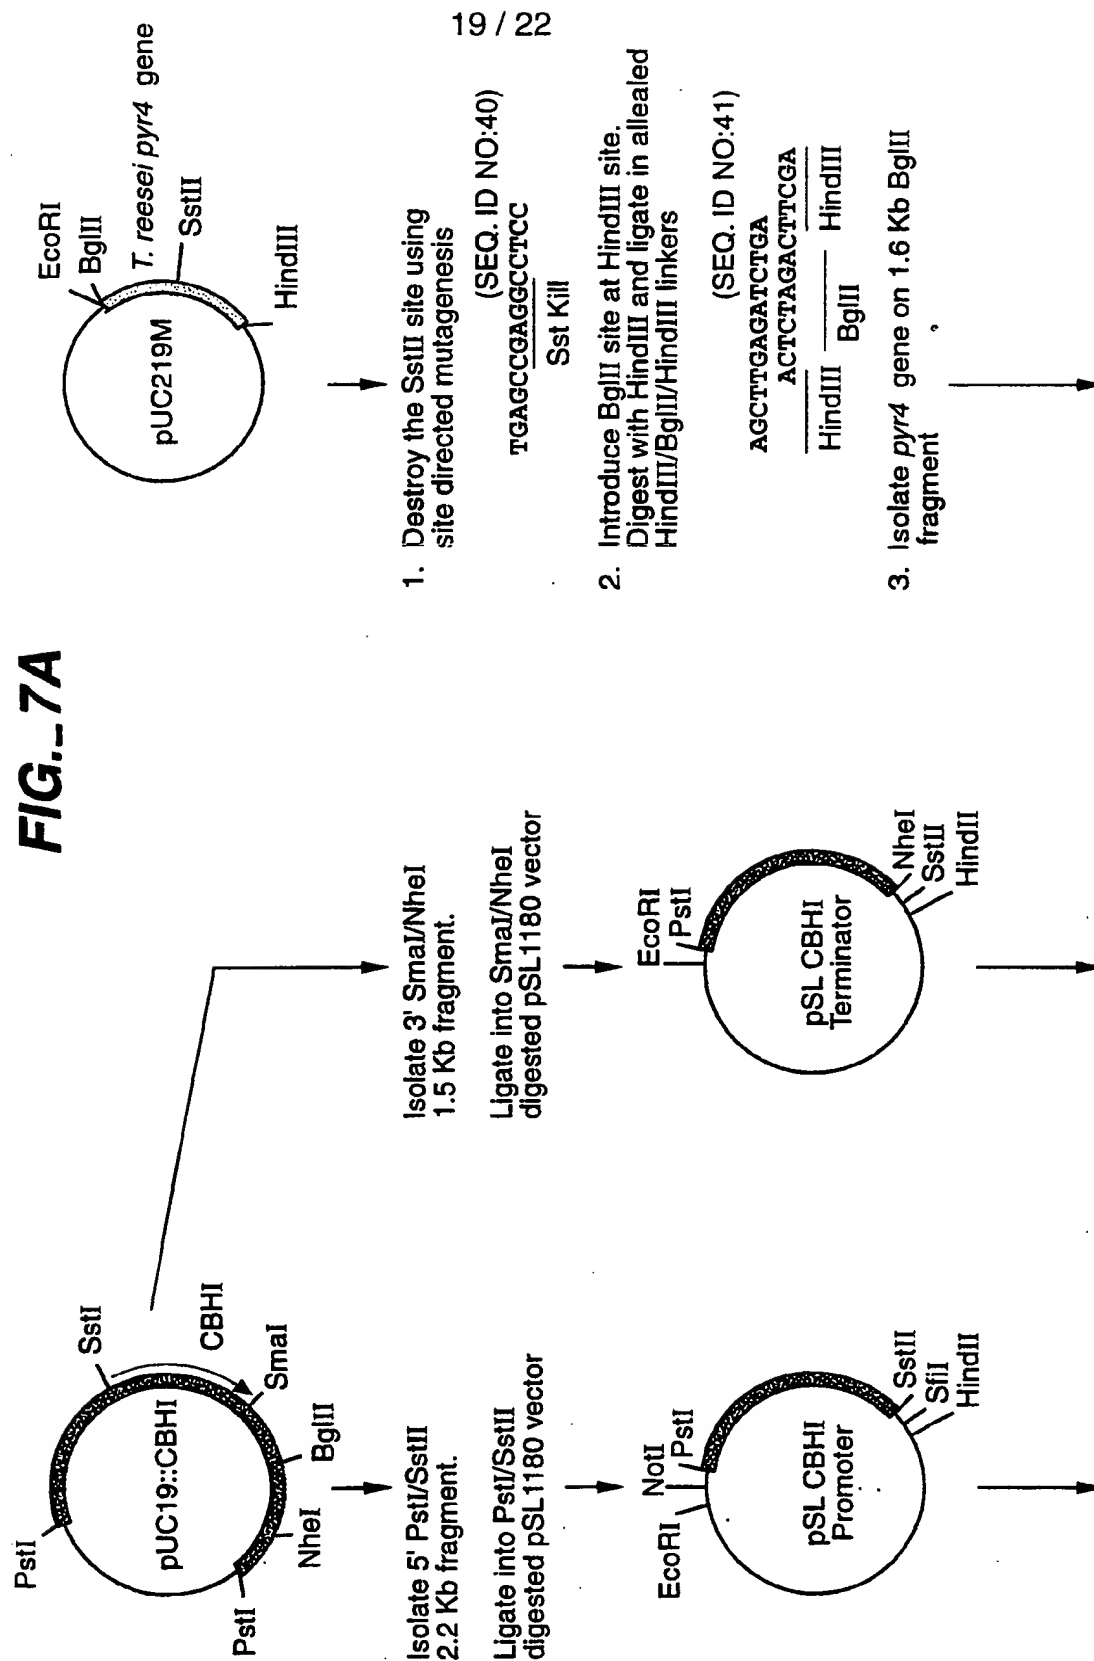 19 / 22
FIG._7A
PstI
SstI
CBHI
SmaI
BglII
NheI
PstI
pUC19::CBHI
Isolate 5' PstI/SstII
2.2 Kb fragment.
Ligate into PstI/SstII
digested pSL1180 vector
EcoRI
NotI
PstI
SstII
SfiI
HindII
pSL CBHI
Promoter
Isolate 3' SmaI/NheI
1.5 Kb fragment.
Ligate into SmaI/NheI
digested pSL1180 vector
EcoRI
PstI
NheI
SstII
HindII
pSL CBHI
Terminator
EcoRI
BglII
T. reesei pyr4 gene
SstII
HindIII
pUC219M
1. Destroy the SstII site using
site directed mutagenesis
(SEQ. ID NO:40)
TGAGCCGAGGCCTCC
Sst Kill
2. Introduce BglII site at HindIII site.
Digest with HindIII and ligate in allealed
HindIII/BglII/HindIII linkers
(SEQ. ID NO:41)
AGCTTGAGATCTGA
ACTCTAGACTTCGA
HindIII BglII HindIII
3. Isolate pyr4 gene on 1.6 Kb BglII
fragment